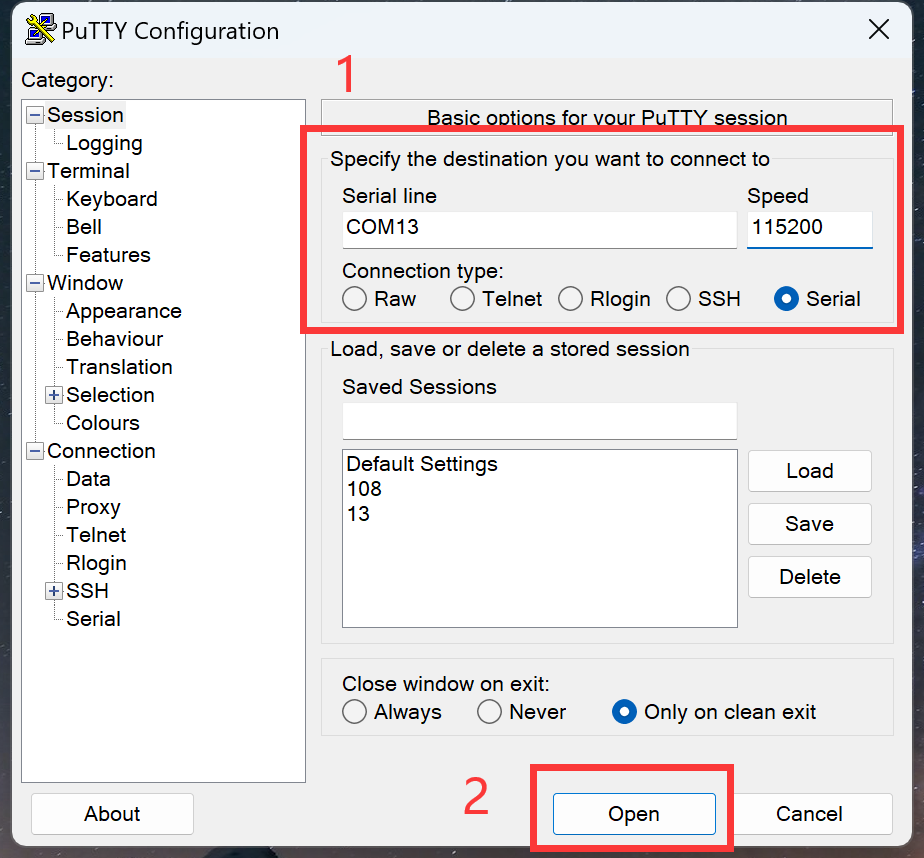 PuTTY Configuration
Category:
1
Session
Logging
Terminal
Keyboard
Bell
Features
Window
Appearance
Behaviour
Translation
Selection
Colours
Connection
Data
Proxy
Telnet
Rlogin
SSH
Serial
Basic options for your PuTTY session
Specify the destination you want to connect to
Serial line Speed
COM13 115200
Connection type:
Raw Telnet Rlogin SSH Serial
Load, save or delete a stored session
Saved Sessions
Default Settings
108
13
Load
Save
Delete
Close window on exit:
Always Never Only on clean exit
2
About Open Cancel